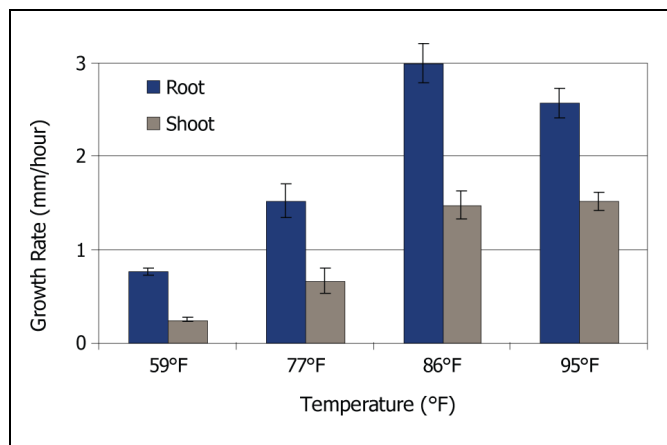 3
Root
Shoot
2
1
0
Growth Rate (mm/hour)
59°F 77°F 86°F 95°F
Temperature (°F)